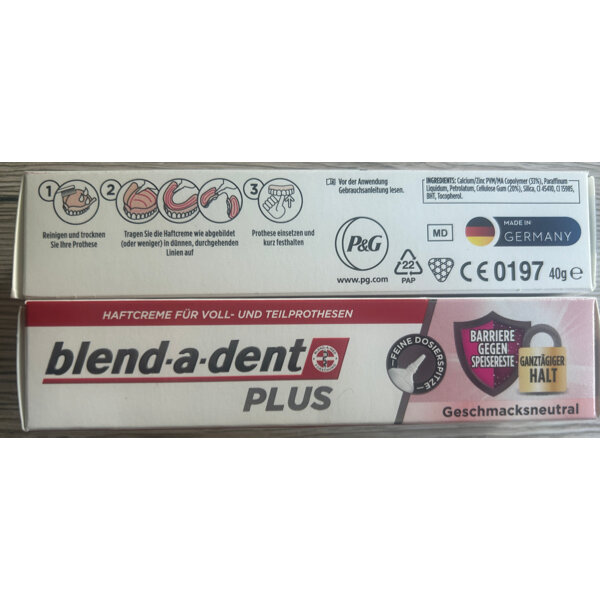 1
2
3
Reinigen und trocknen
Sie Ihre Prothese
Tragen Sie die Haftcreme wie abgebildet
(oder weniger) in dünnen, durchgehenden
Linien auf
Prothese einsetzen und
kurz festhalten
Vor der Anwendung
Gebrauchsanleitung lesen.
INGREDIENTS: Calcium/Zinc PVM/MA Copolymer (33%), Paraffinum
Liquidum, Petrolatum, Cellulose Gum (20%), Silica, CI 45410, CI 15985,
BHT, Tocopherol.
P&G
www.pg.com
22
PAP
MD
MADE IN
GERMANY
CE 0197 40g e
HAFTCREME FÜR VOLL- UND TEILPROTHESEN
blend-a-dent
PLUS
FEINE DOSIERSPITZE
BARRIERE
GEGEN
SPEISERESTE
GANZTÄGIGER
HALT
Geschmacksneutral